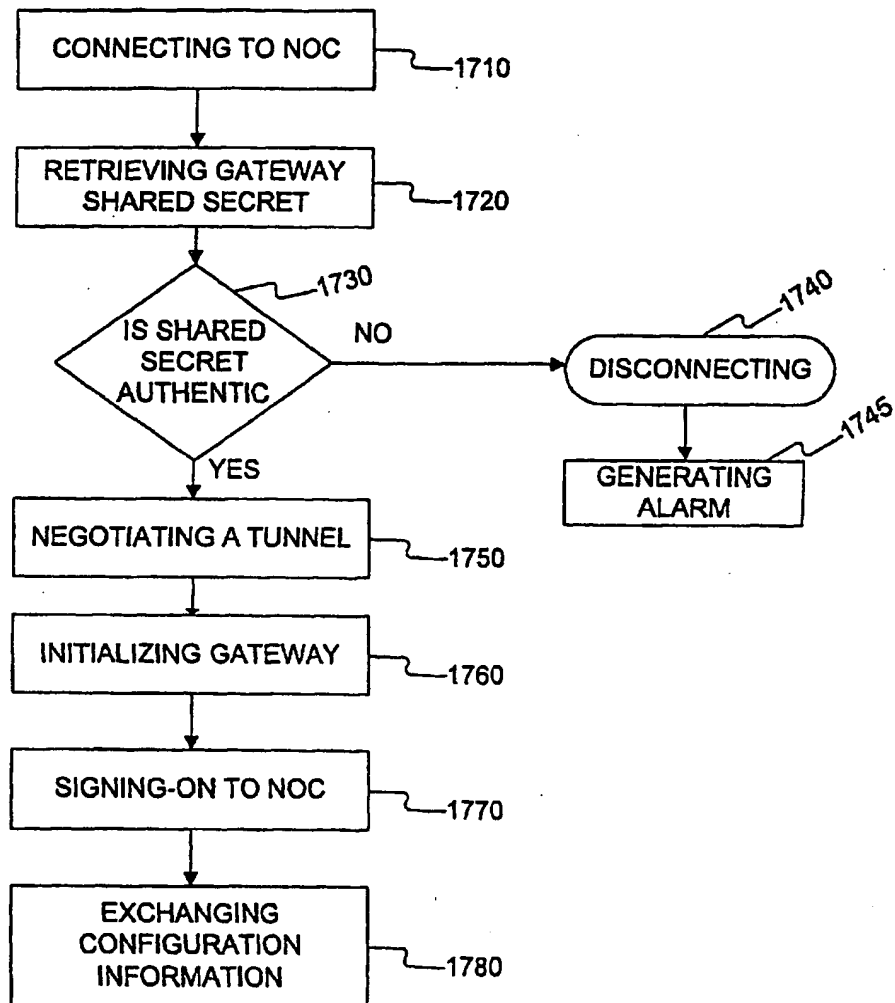 CONNECTING TO NOC
1710
RETRIEVING GATEWAY
SHARED SECRET
1720
1730
IS SHARED
SECRET
AUTHENTIC
NO
1740
DISCONNECTING
1745
GENERATING
ALARM
YES
NEGOTIATING A TUNNEL
1750
INITIALIZING GATEWAY
1760
SIGNING-ON TO NOC
1770
EXCHANGING
CONFIGURATION
INFORMATION
1780